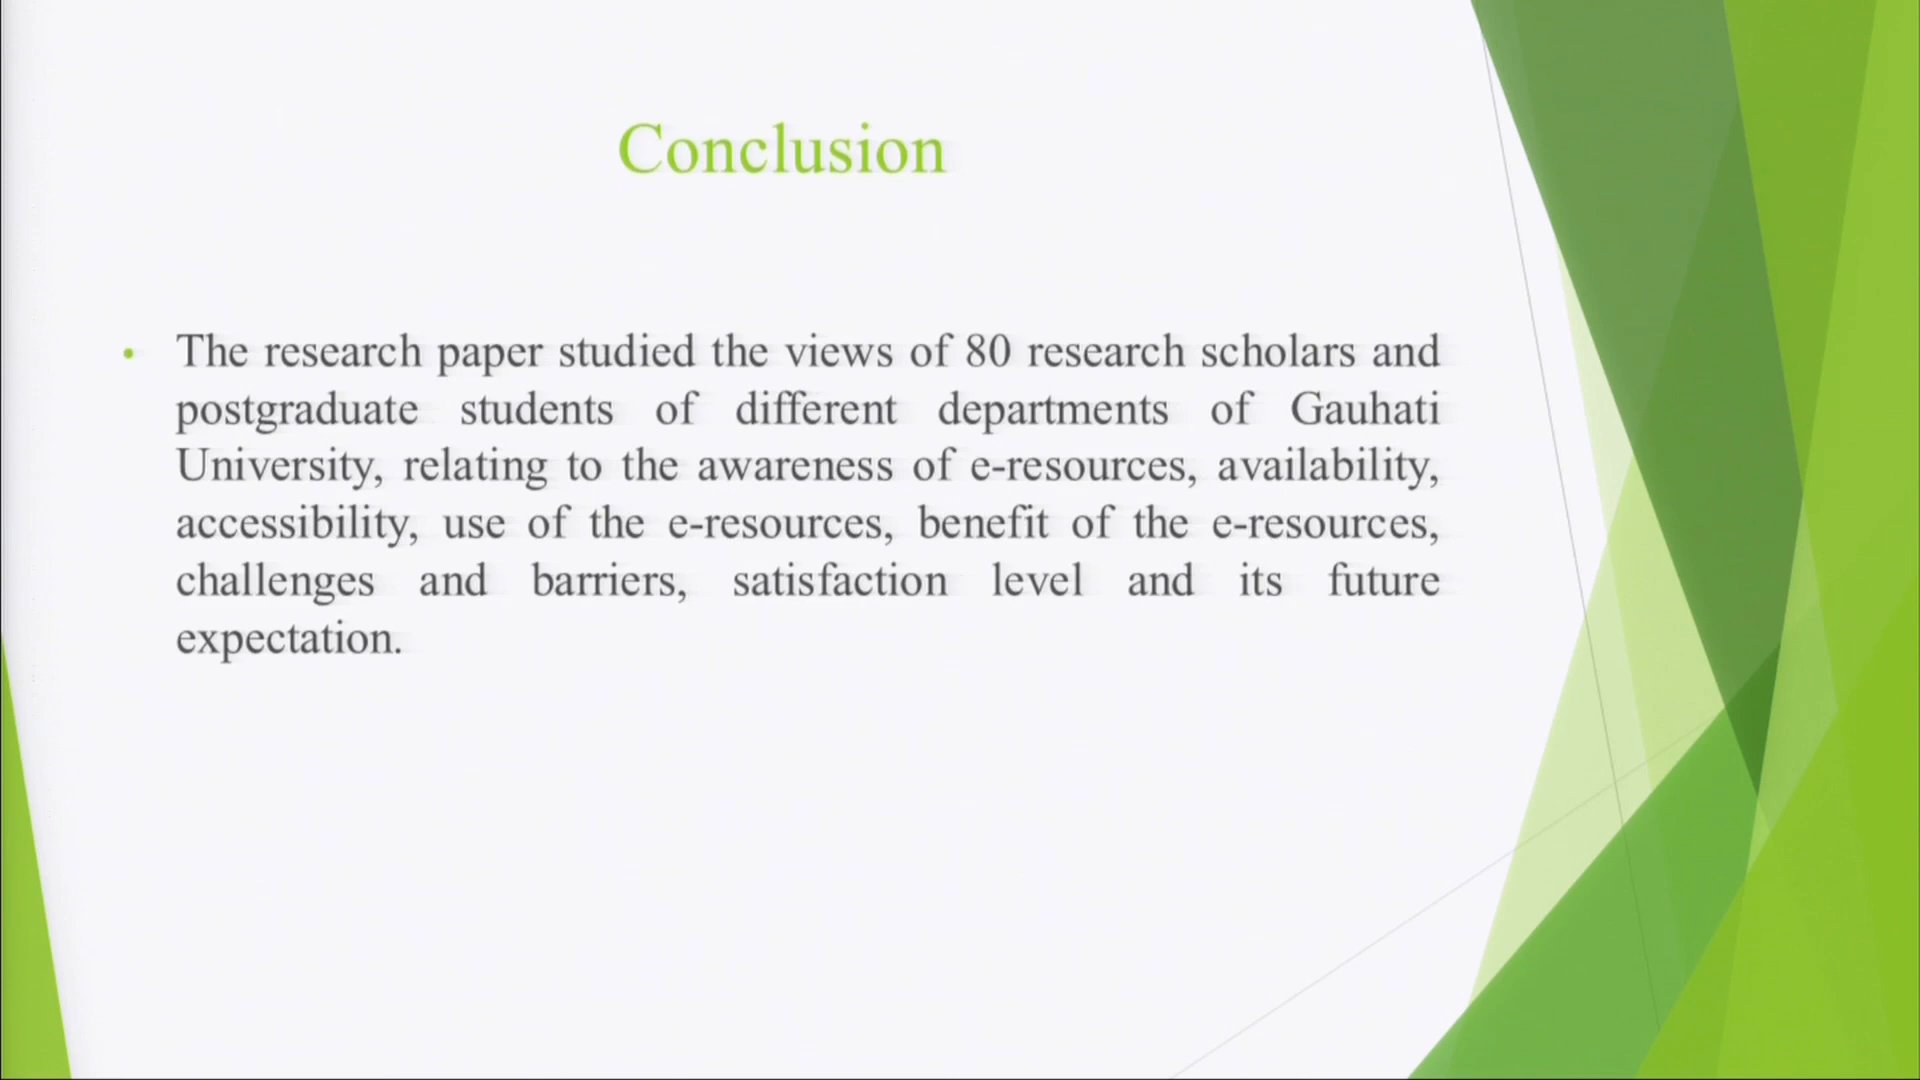 Conclusion
• The research paper studied the views of 80 research scholars and
postgraduate students of different departments of Gauhati
University, relating to the awareness of e-resources, availability,
accessibility, use of the e-resources, benefit of the e-resources,
challenges and barriers, satisfaction level and its future
expectation.